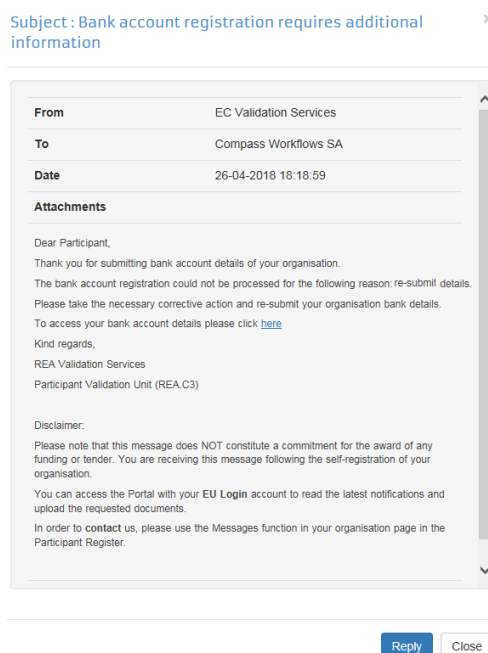 Subject : Bank account registration requires additional
information
×
From EC Validation Services
To Compass Workflows SA
Date 26-04-2018 18:18:59
Attachments
Dear Participant,
Thank you for submitting bank account details of your organisation.
The bank account registration could not be processed for the following reason: re-submit details.
Please take the necessary corrective action and re-submit your organisation bank details.
To access your bank account details please click here
Kind regards,
REA Validation Services
Participant Validation Unit (REA.C3)
Disclaimer:
Please note that this message does NOT constitute a commitment for the award of any
funding or tender. You are receiving this message following the self-registration of your
organisation.
You can access the Portal with your EU Login account to read the latest notifications and
upload the requested documents.
In order to contact us, please use the Messages function in your organisation page in the
Participant Register.
Reply Close